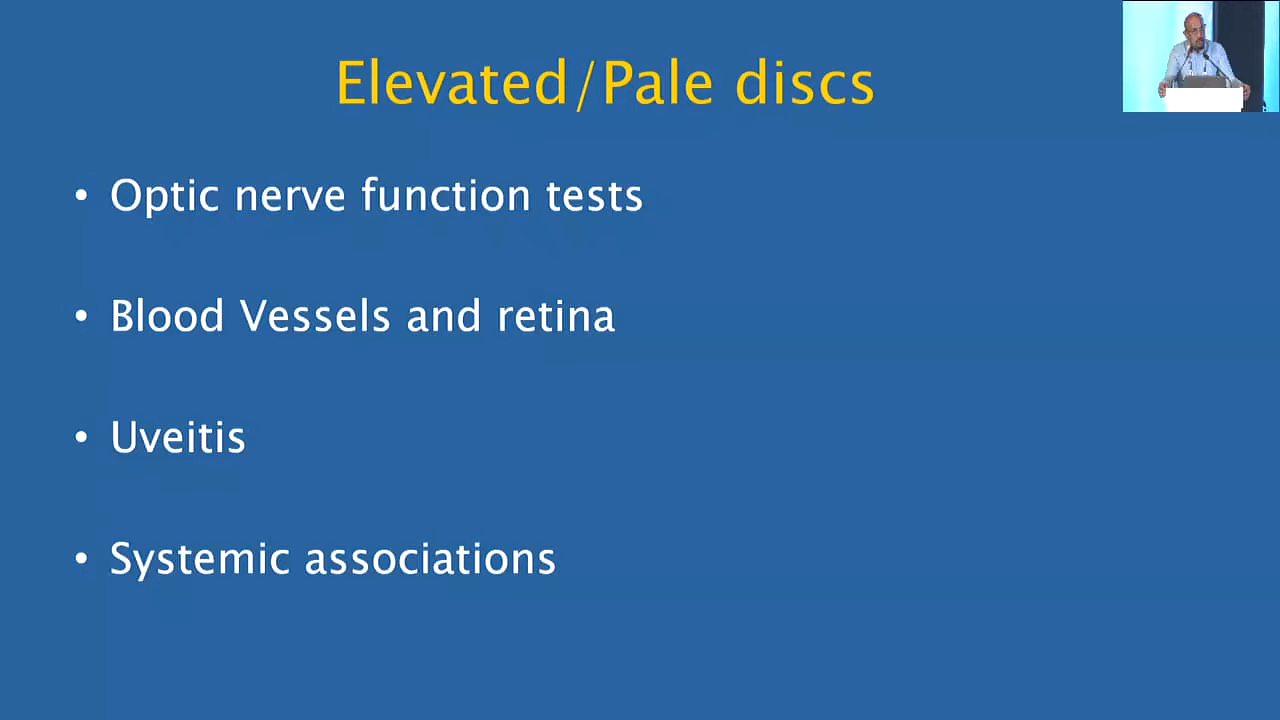 Elevated/Pale discs
• Optic nerve function tests
• Blood Vessels and retina
• Uveitis
• Systemic associations